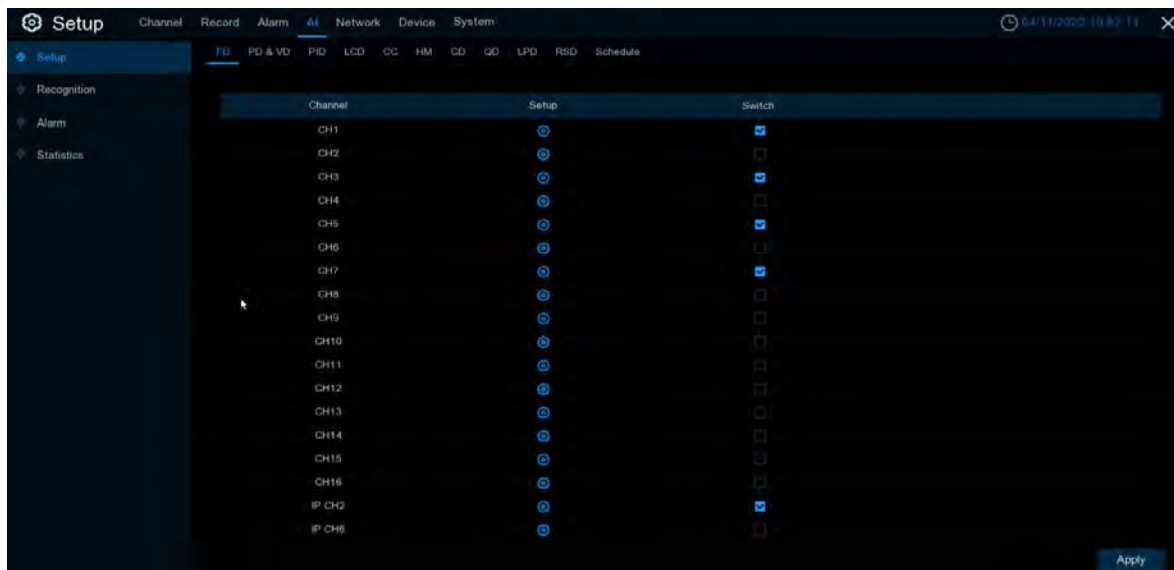 Setup Channel Record Alarm AI Network Device System
Setup FD PD & VD PID LCD CC HM CD QD LPD RSD Schedule
Recognition
Channel Setup Switch
Alarm
CH1
Statistics
CH2
CH3
CH4
CH5
CH6
CH7
CH8
CH9
CH10
CH11
CH12
CH13
CH14
CH15
CH16
IP CH2
IP CH6
Apply